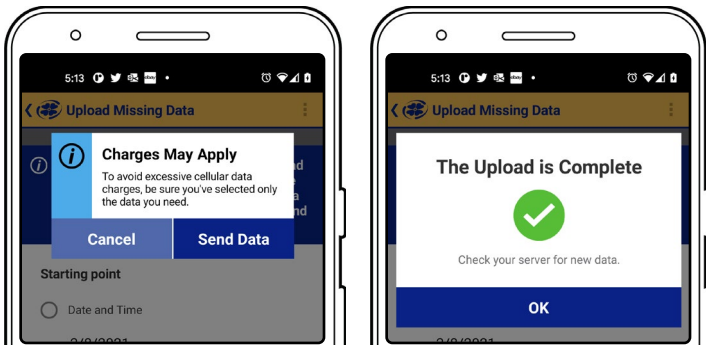 5:13
ebay
Upload Missing Data
Charges May Apply
To avoid excessive cellular data
charges, be sure you've selected only
the data you need.
Cancel
Send Data
Starting point
Date and Time
5:13
ebay
Upload Missing Data
The Upload is Complete
Check your server for new data.
OK